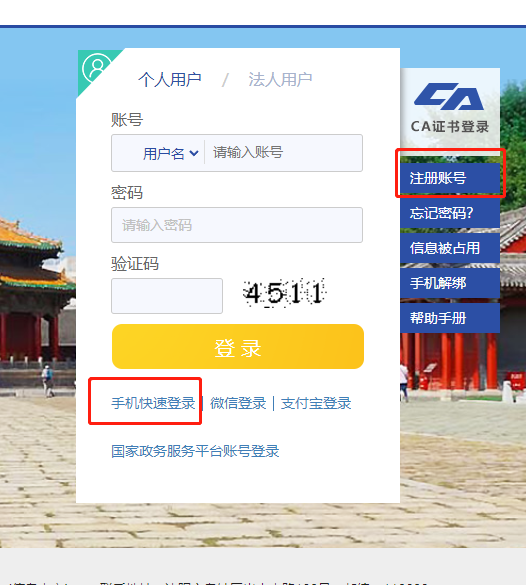 个人用户 / 法人用户
账号
用户名 请输入账号
密码
请输入密码
验证码
4511
登录
手机快速登录 | 微信登录 | 支付宝登录
国家政务服务平台账号登录
CA
CA证书登录
注册账号
忘记密码?
信息被占用
手机解绑
帮助手册